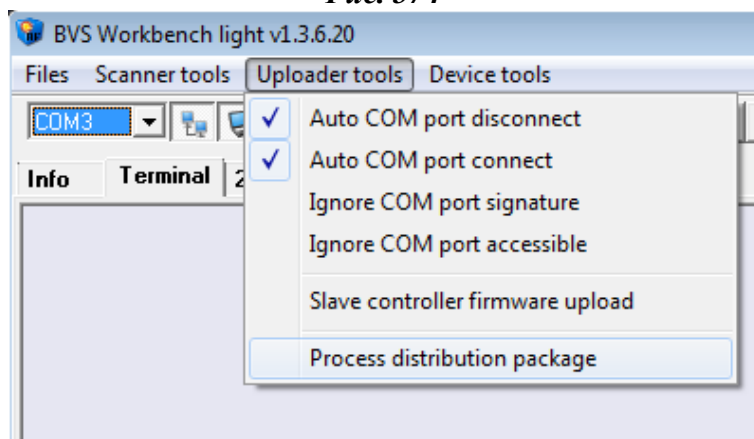 BVS Workbench light v1.3.6.20
Files Scanner tools Uploader tools Device tools
COM3
Auto COM port disconnect
Auto COM port connect
Info Terminal 2
Ignore COM port signature
Ignore COM port accessible
Slave controller firmware upload
Process distribution package